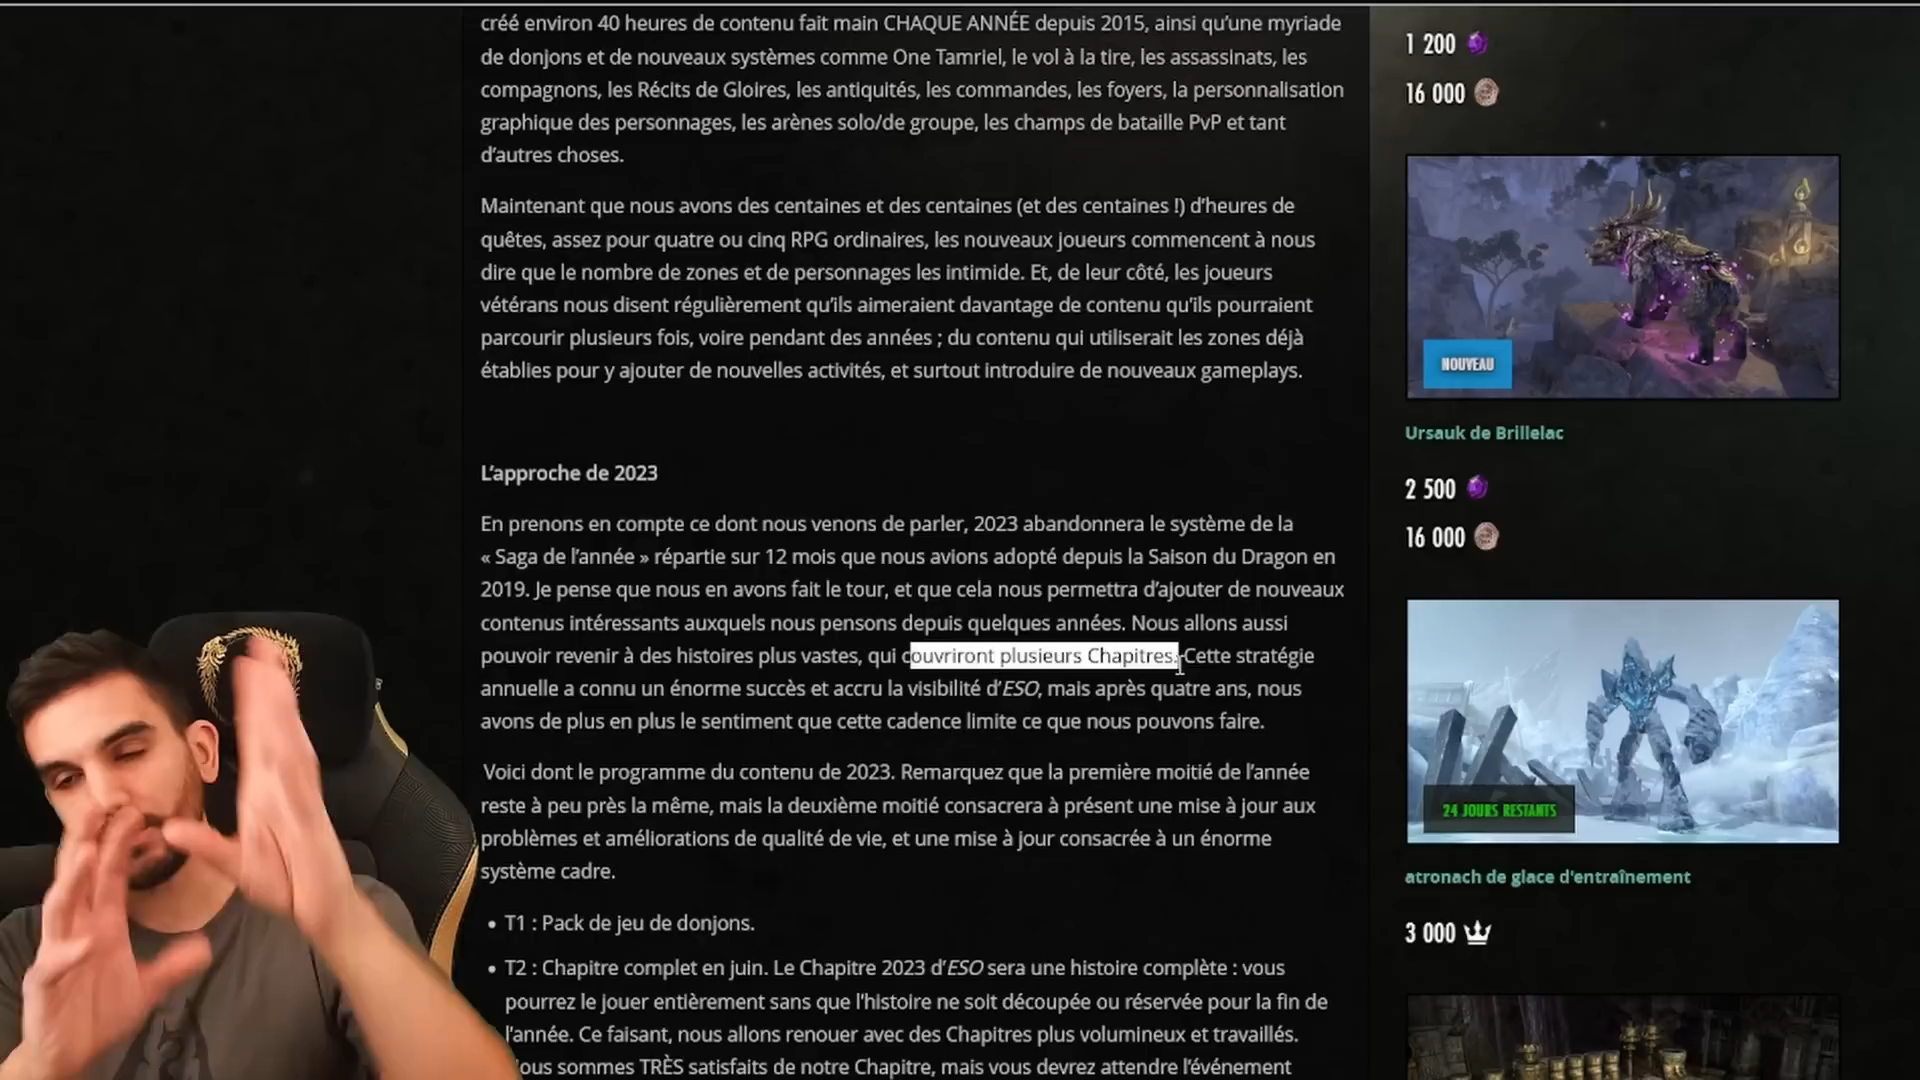 créé environ 40 heures de contenu fait main CHAQUE ANNÉE depuis 2015, ainsi qu'une myriade
de donjons et de nouveaux systèmes comme One Tamriel, le vol à la tire, les assassinats, les
compagnons, les Récits de Gloires, les antiquités, les commandes, les foyers, la personnalisation
graphique des personnages, les arènes solo/de groupe, les champs de bataille PvP et tant
d'autres choses.
Maintenant que nous avons des centaines et des centaines (et des centaines !) d'heures de
quêtes, assez pour quatre ou cinq RPG ordinaires, les nouveaux joueurs commencent à nous
dire que le nombre de zones et de personnages les intimide. Et, de leur côté, les joueurs
vétérans nous disent régulièrement qu'ils aimeraient davantage de contenu qu'ils pourraient
parcourir plusieurs fois, voire pendant des années ; du contenu qui utiliserait les zones déjà
établies pour y ajouter de nouvelles activités, et surtout introduire de nouveaux gameplays.
L'approche de 2023
En prenons en compte ce dont nous venons de parler, 2023 abandonnera le système de la
« Saga de l'année » répartie sur 12 mois que nous avions adopté depuis la Saison du Dragon en
2019. Je pense que nous en avons fait le tour, et que cela nous permettra d'ajouter de nouveaux
contenus intéressants auxquels nous pensons depuis quelques années. Nous allons aussi
pouvoir revenir à des histoires plus vastes, qui couvriront plusieurs Chapitres. Cette stratégie
annuelle a connu un énorme succès et accru la visibilité d'ESO, mais après quatre ans, nous
avons de plus en plus le sentiment que cette cadence limite ce que nous pouvons faire.
Voici dont le programme du contenu de 2023. Remarquez que la première moitié de l'année
reste à peu près la même, mais la deuxième moitié consacrera à présent une mise à jour aux
problèmes et améliorations de qualité de vie, et une mise à jour consacrée à un énorme
système cadre.
• T1 : Pack de jeu de donjons.
• T2 : Chapitre complet en juin. Le Chapitre 2023 d'ESO sera une histoire complète : vous
pourrez le jouer entièrement sans que l'histoire ne soit découpée ou réservée pour la fin de
l'année. Ce faisant, nous allons renouer avec des Chapitres plus volumineux et travaillés.
sommes TRÈS satisfaits de notre Chapitre, mais vous devrez attendre l'événement
1 200
16 000
NOUVEAU
Ursauk de Brillelac
2 500
16 000
24 JOURS RESTANTS
atronach de glace d'entraînement
3 000